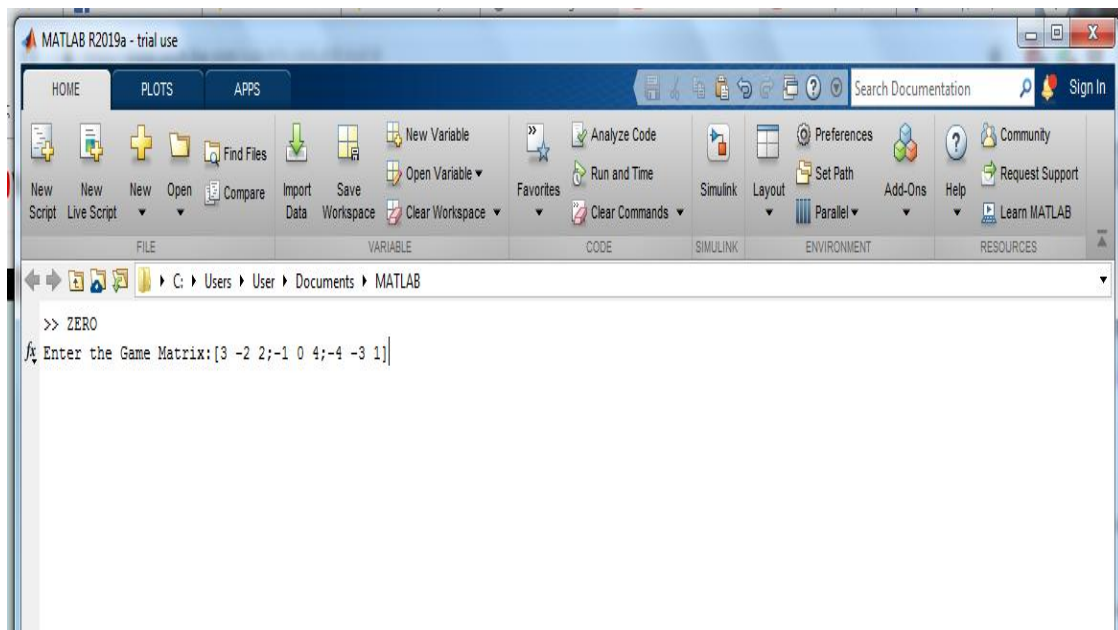 MATLAB R2019a - trial use
HOME PLOTS APPS Search Documentation Sign In
New Script
New Live Script
New
Open
Find Files
Compare
FILE
Import Data
Save Workspace
New Variable
Open Variable
Clear Workspace
VARIABLE
Favorites
Analyze Code
Run and Time
Clear Commands
CODE
Simulink
SIMULINK
Layout
Preferences
Set Path
Parallel
Add-Ons
ENVIRONMENT
Help
Community
Request Support
Learn MATLAB
RESOURCES
C: Users User Documents MATLAB
>> ZERO
fx Enter the Game Matrix:[3 -2 2;-1 0 4;-4 -3 1]